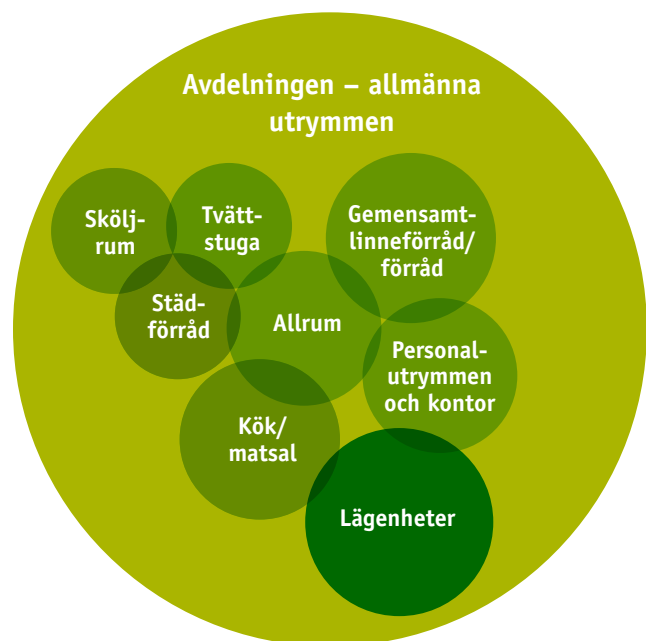 Avdelningen – allmänna
utrymmen
Skölj-
rum
Tvätt-
stuga
Gemensamt-
linneförråd/
förråd
Städ-
förråd
Allrum
Personal-
utrymmen
och kontor
Kök/
matsal
Lägenheter